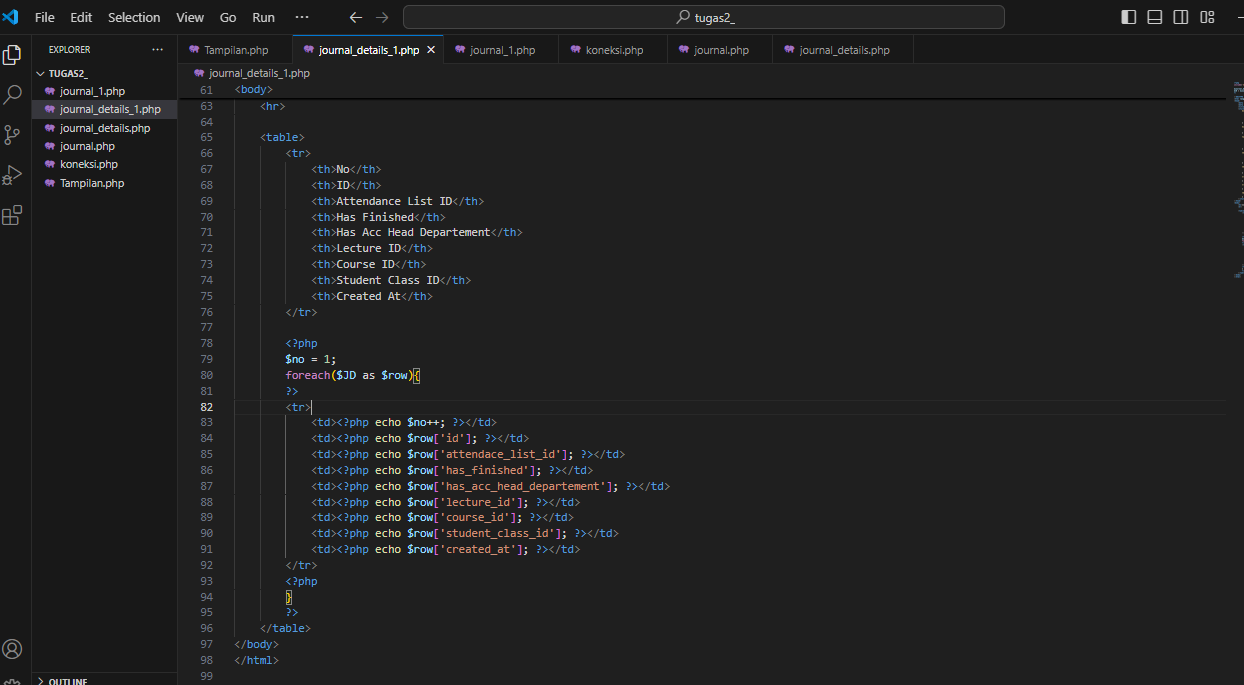 File Edit Selection View Go Run ··· ← → tugas2_
EXPLORER ···
Tampilan.php journal_details_1.php × journal_1.php koneksi.php journal.php journal_details.php
TUGAS2_
journal_1.php
journal_details_1.php
journal_details.php
journal.php
koneksi.php
Tampilan.php
OUTLINE
journal_details_1.php
61 <body>
63 <hr>
64
65 <table>
66 <tr>
67 <th>No</th>
68 <th>ID</th>
69 <th>Attendance List ID</th>
70 <th>Has Finished</th>
71 <th>Has Acc Head Departement</th>
72 <th>Lecture ID</th>
73 <th>Course ID</th>
74 <th>Student Class ID</th>
75 <th>Created At</th>
76 </tr>
77
78 <?php
79 $no = 1;
80 foreach($JD as $row){
81 ?>
82 <tr>
83 <td><?php echo $no++; ?></td>
84 <td><?php echo $row['id']; ?></td>
85 <td><?php echo $row['attendace_list_id']; ?></td>
86 <td><?php echo $row['has_finished']; ?></td>
87 <td><?php echo $row['has_acc_head_departement']; ?></td>
88 <td><?php echo $row['lecture_id']; ?></td>
89 <td><?php echo $row['course_id']; ?></td>
90 <td><?php echo $row['student_class_id']; ?></td>
91 <td><?php echo $row['created_at']; ?></td>
92 </tr>
93 <?php
94 }
95 ?>
96 </table>
97 </body>
98 </html>
99